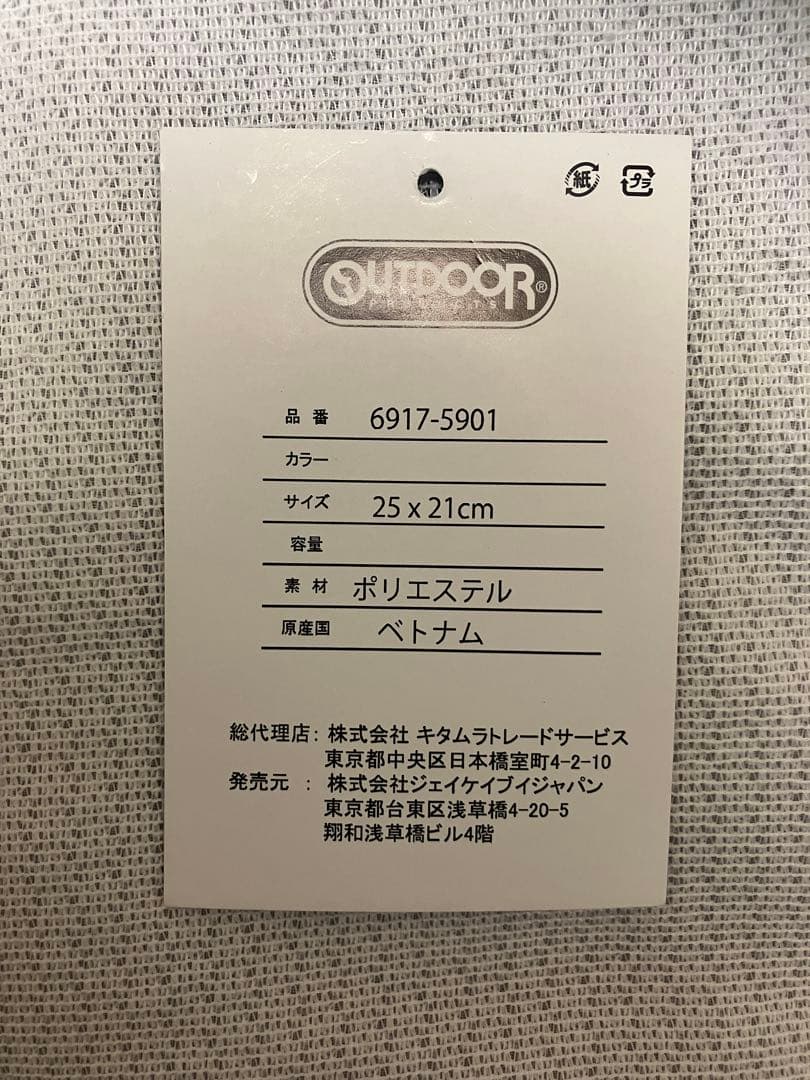 紙 プラ
OUTDOOR®
PRODUCTS
品番 6917-5901
カラー
サイズ 25 x 21cm
容量
素材 ポリエステル
原産国 ベトナム
総代理店: 株式会社 キタムラトレードサービス
東京都中央区日本橋室町4-2-10
発売元 : 株式会社ジェイケイブイジャパン
東京都台東区浅草橋4-20-5
翔和浅草橋ビル4階